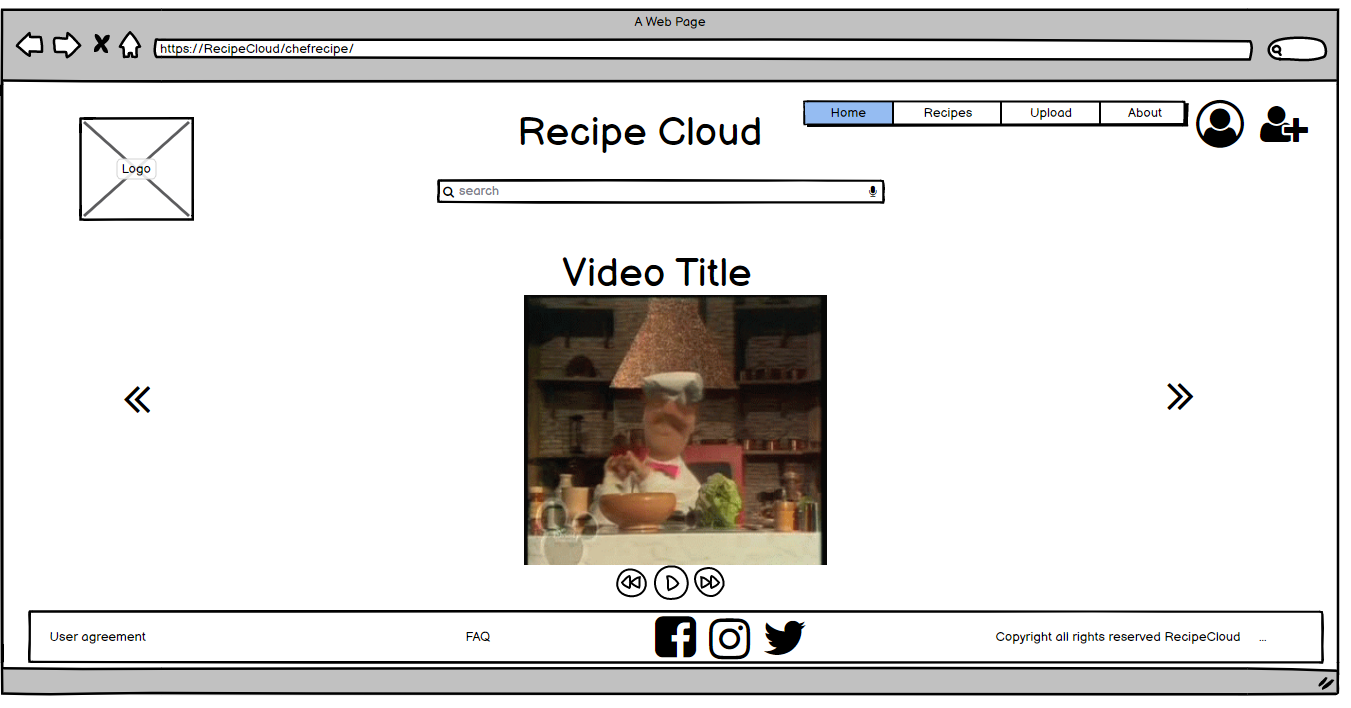 A Web Page
https://RecipeCloud/chefrecipe/
Home Recipes Upload About
Recipe Cloud
Logo
search
Video Title
User agreement FAQ Copyright all rights reserved RecipeCloud ...